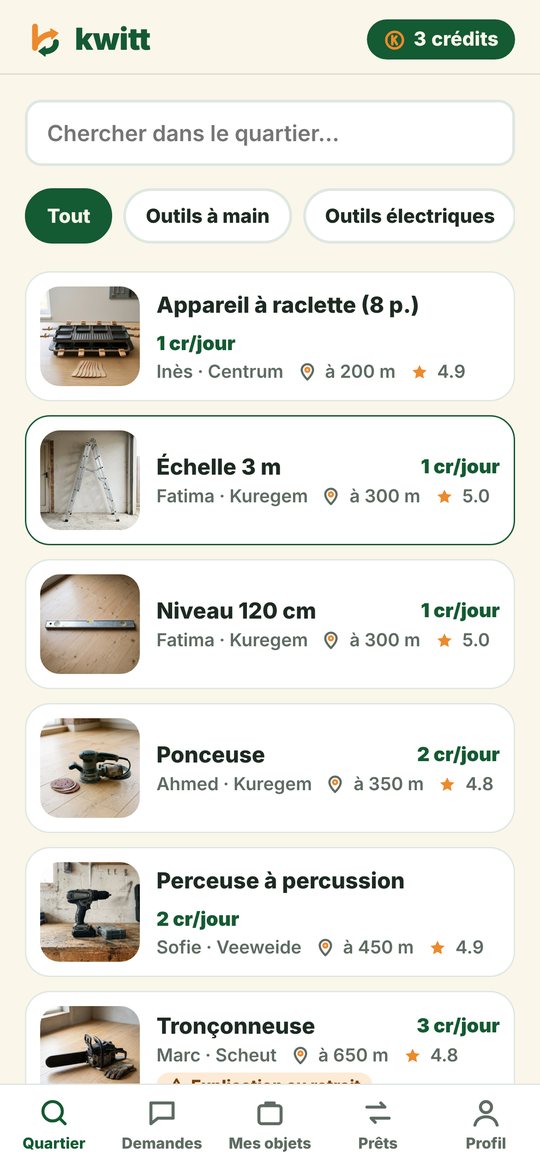 kwitt
K 3 crédits
Chercher dans le quartier...
Tout Outils à main Outils électriques
Appareil à raclette (8 p.)
1 cr/jour
Inès · Centrum à 200 m ★ 4.9
Échelle 3 m 1 cr/jour
Fatima · Kuregem à 300 m ★ 5.0
Niveau 120 cm 1 cr/jour
Fatima · Kuregem à 300 m ★ 5.0
Ponceuse 2 cr/jour
Ahmed · Kuregem à 350 m ★ 4.8
Perceuse à percussion
2 cr/jour
Sofie · Veeweide à 450 m ★ 4.9
Tronçonneuse 3 cr/jour
Marc · Scheut à 650 m ★ 4.8
Explication au retrait
Quartier Demandes Mes objets Prêts Profil